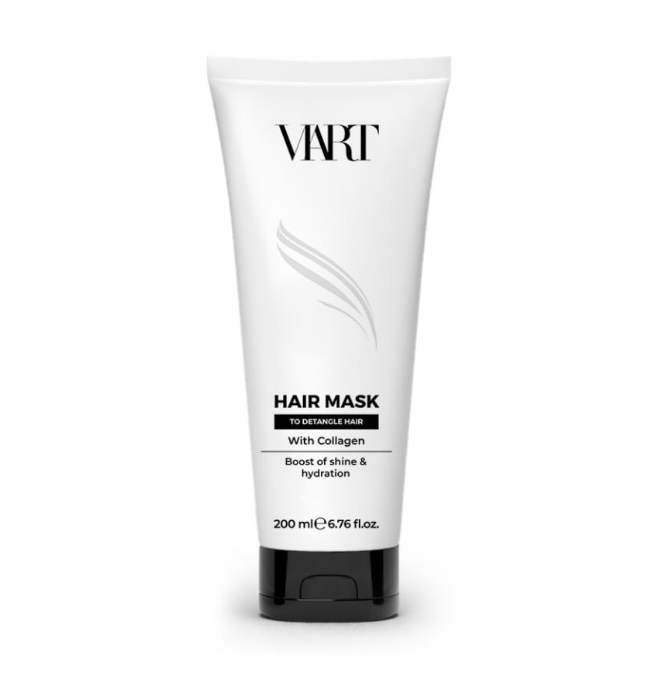 VIART
HAIR MASK
TO DETANGLE HAIR
With Collagen
Boost of shine &
hydration
200 ml℮6.76 fl.oz.